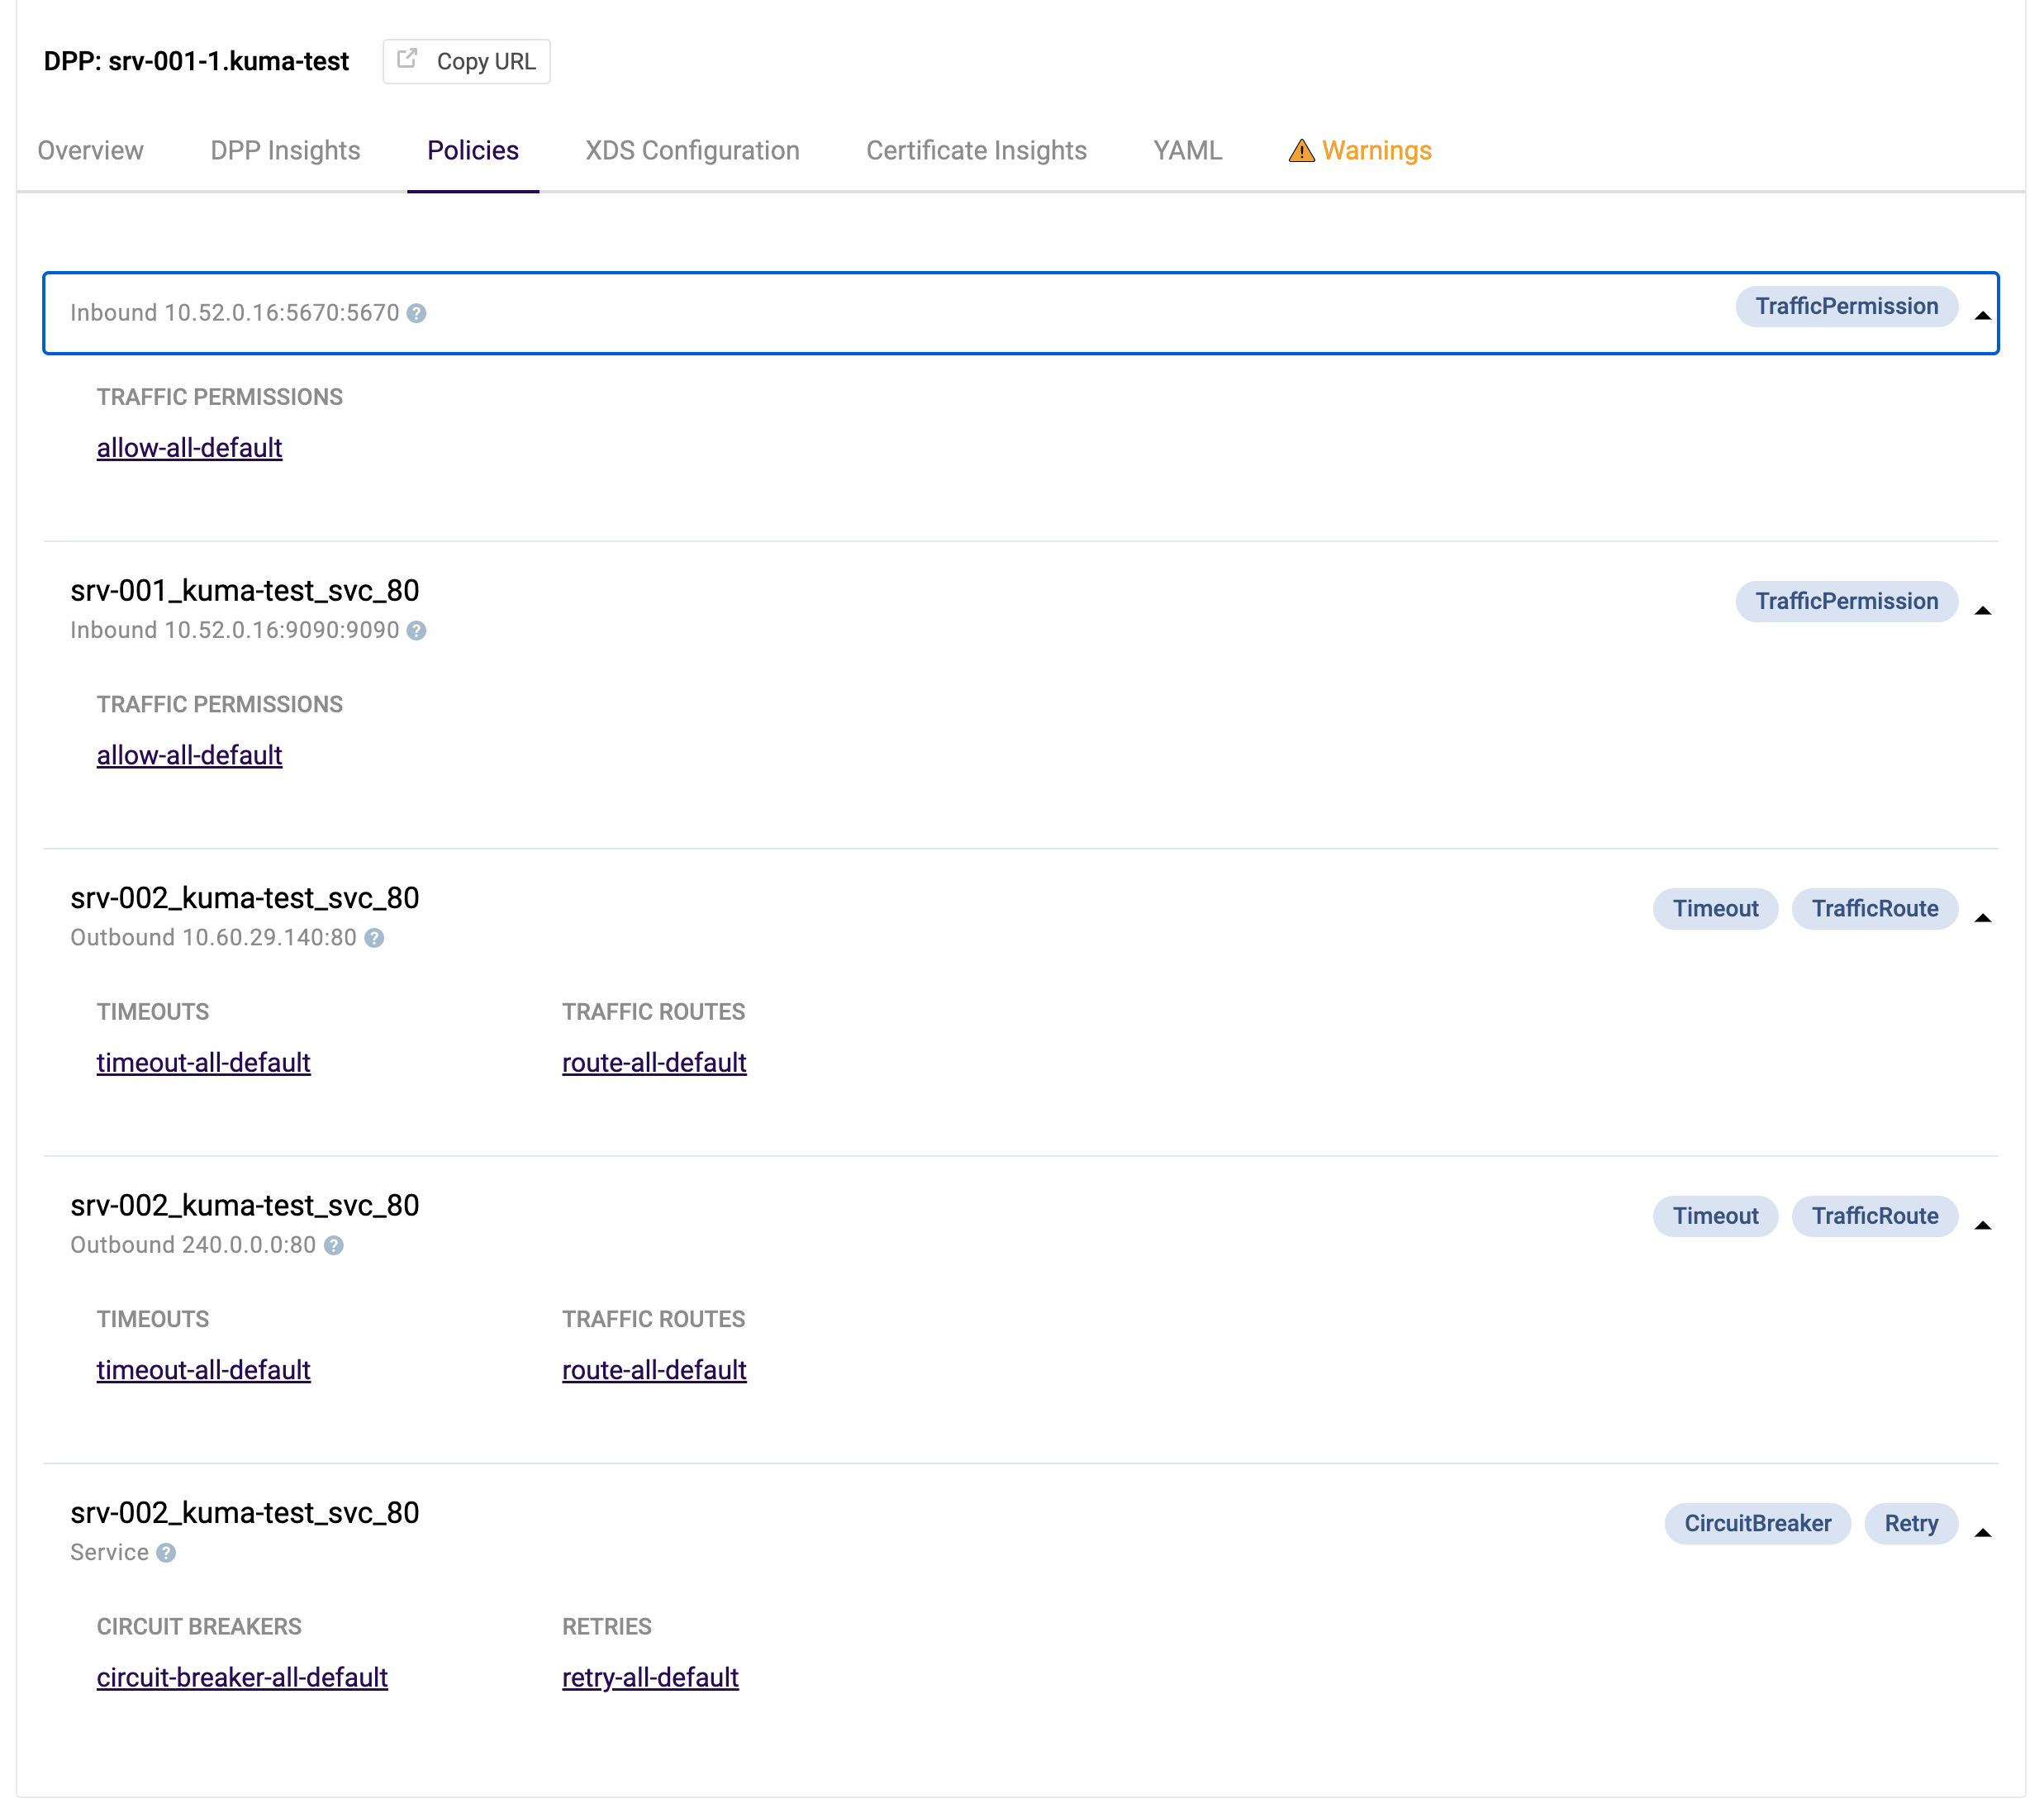 DPP: srv-001-1.kuma-test Copy URL
Overview DPP Insights Policies XDS Configuration Certificate Insights YAML Warnings
Inbound 10.52.0.16:5670:5670 ? TrafficPermission
TRAFFIC PERMISSIONS
allow-all-default
srv-001_kuma-test_svc_80 TrafficPermission
Inbound 10.52.0.16:9090:9090 ?
TRAFFIC PERMISSIONS
allow-all-default
srv-002_kuma-test_svc_80 Timeout TrafficRoute
Outbound 10.60.29.140:80 ?
TIMEOUTS TRAFFIC ROUTES
timeout-all-default route-all-default
srv-002_kuma-test_svc_80 Timeout TrafficRoute
Outbound 240.0.0.0:80 ?
TIMEOUTS TRAFFIC ROUTES
timeout-all-default route-all-default
srv-002_kuma-test_svc_80 CircuitBreaker Retry
Service ?
CIRCUIT BREAKERS RETRIES
circuit-breaker-all-default retry-all-default